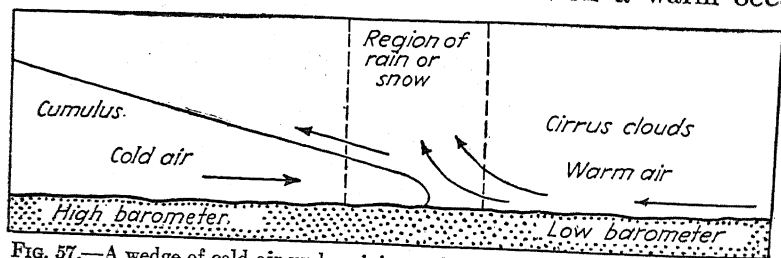 a warm
Region of
rain or
snow
Cumulus.
Cirrus clouds
Cold air
Warm air
High barometer.
Low barometer
FIG. 57.—A wedge of cold air